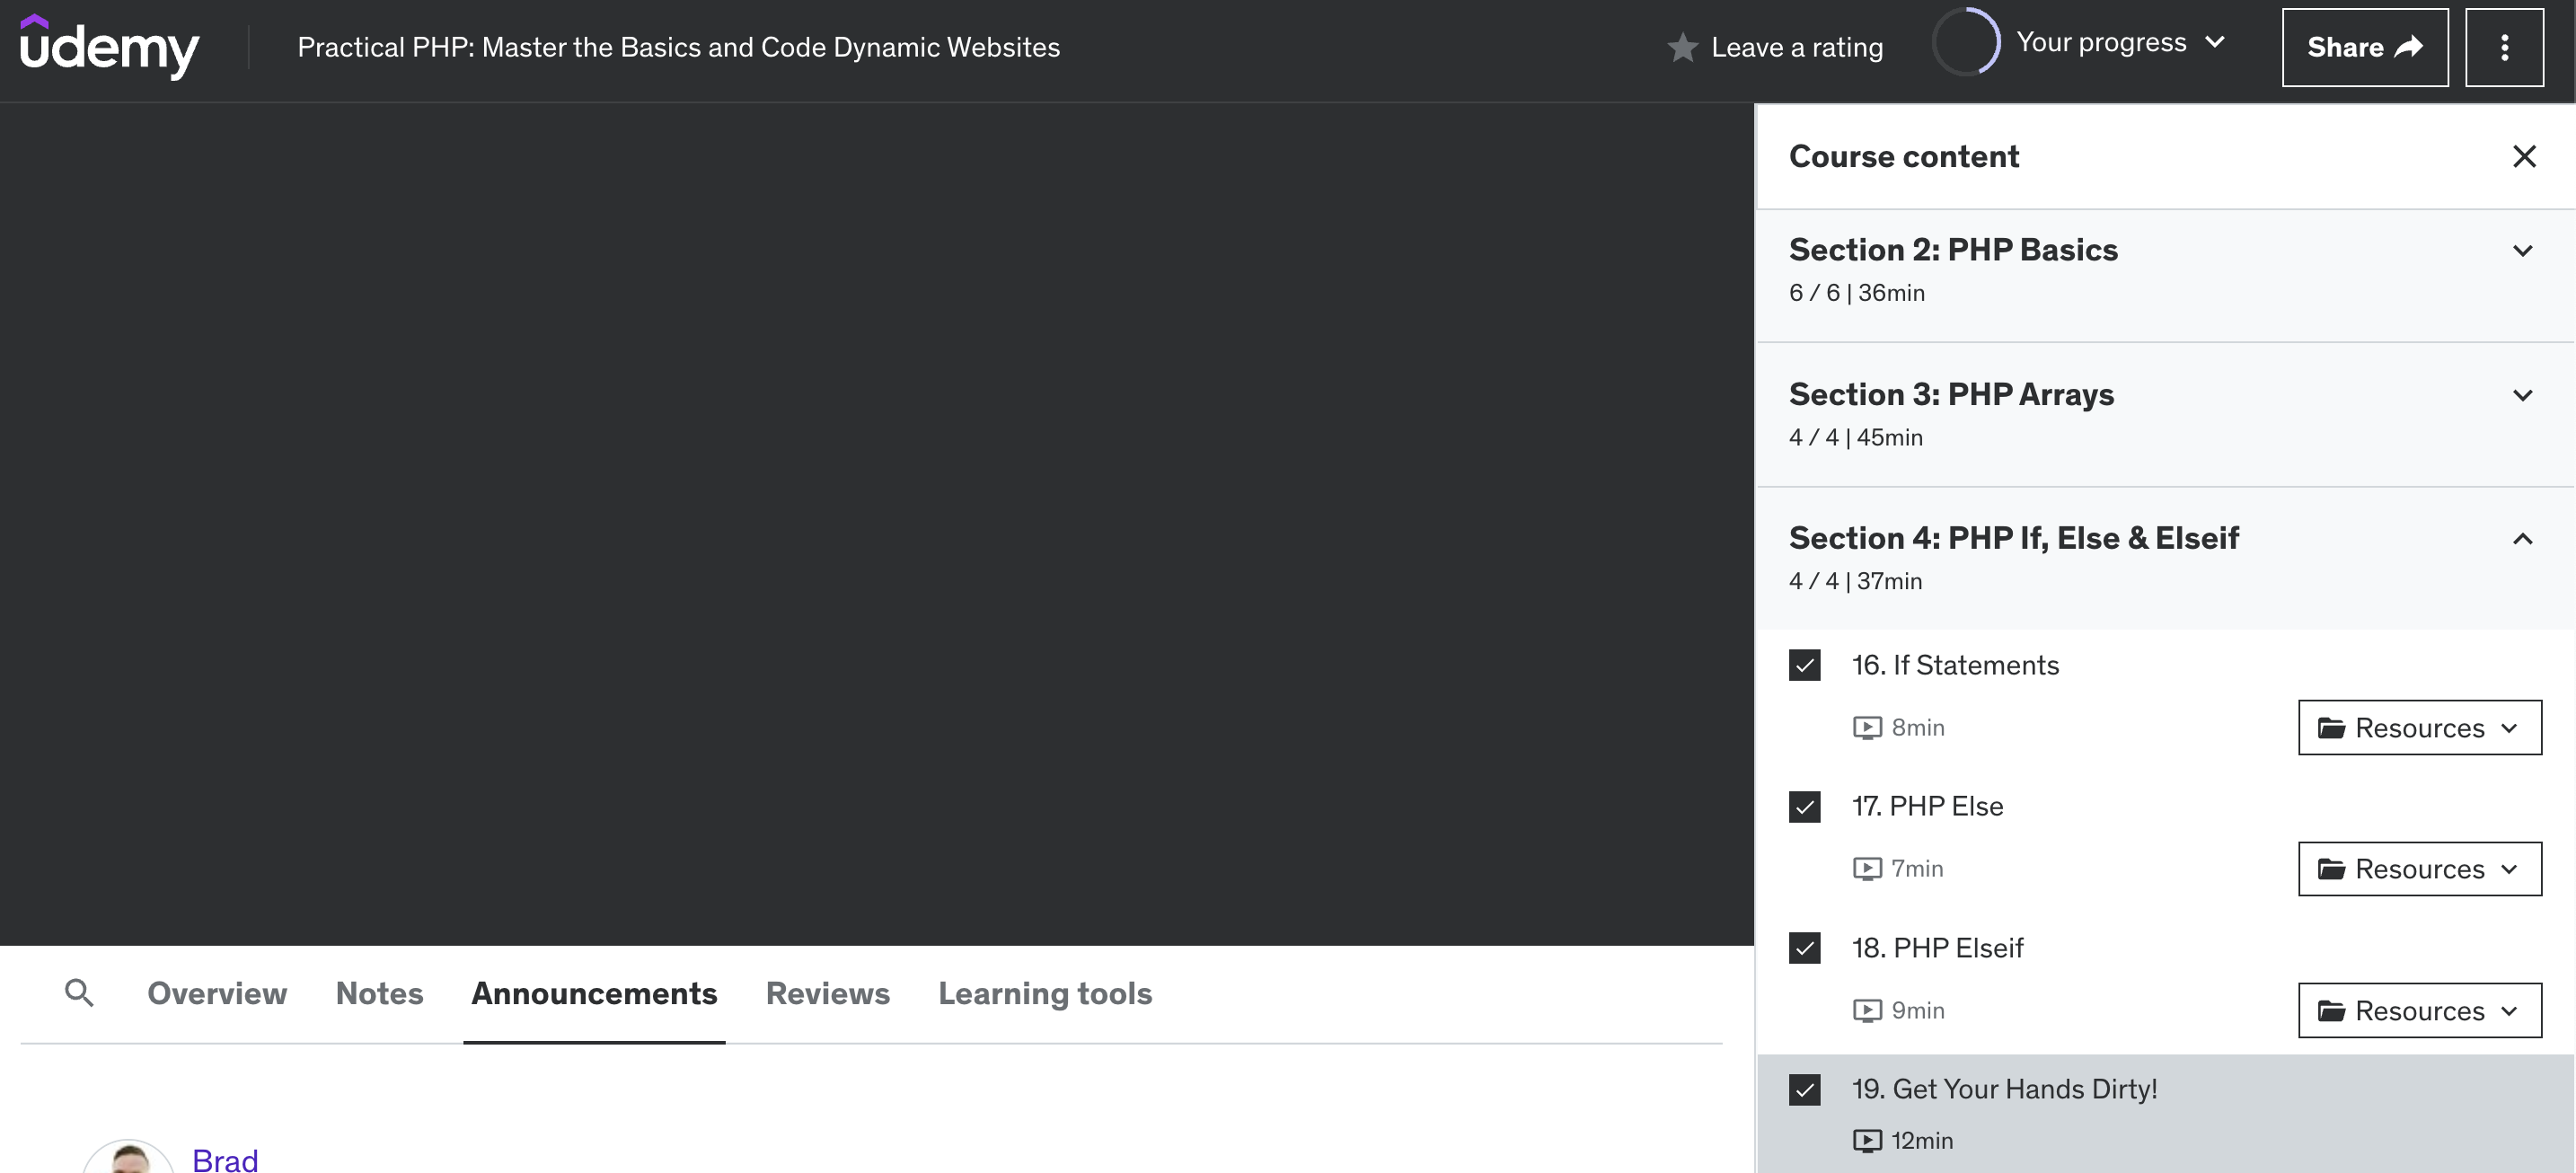 udemy
Practical PHP: Master the Basics and Code Dynamic Websites
Leave a rating
Your progress
Share
Course content
Section 2: PHP Basics
6 / 6 | 36min
Section 3: PHP Arrays
4 / 4 | 45min
Section 4: PHP If, Else & Elseif
4 / 4 | 37min
16. If Statements
8min
Resources
17. PHP Else
7min
Resources
18. PHP Elseif
9min
Resources
19. Get Your Hands Dirty!
12min
Overview Notes Announcements Reviews Learning tools
Brad